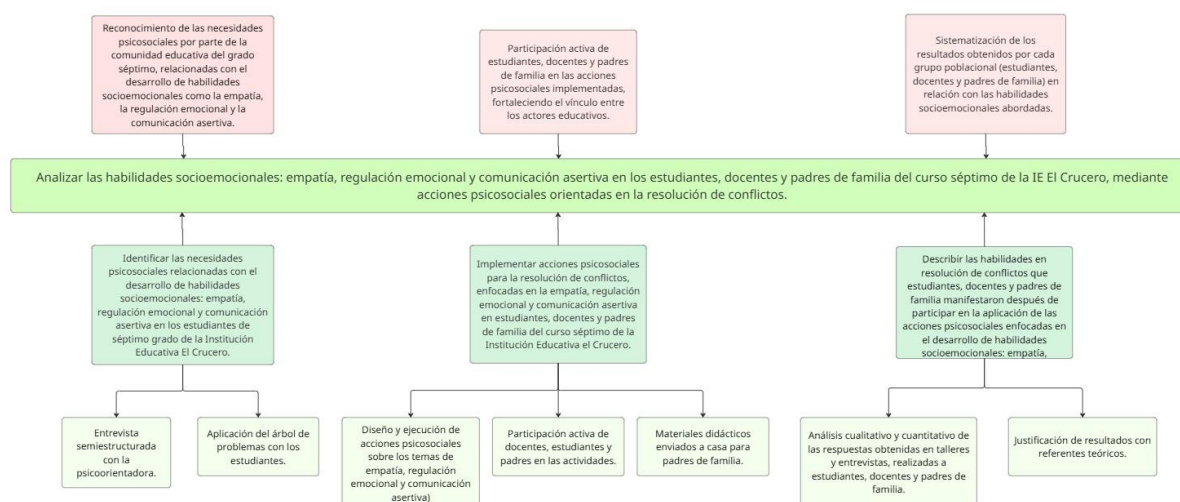 Reconocimiento de las necesidades
psicosociales por parte de la
comunidad educativa del grado
séptimo, relacionadas con el
desarrollo de habilidades
socioemocionales como la empatía,
la regulación emocional y la
comunicación asertiva.
Participación activa de
estudiantes, docentes y padres
de familia en las acciones
psicosociales implementadas,
fortaleciendo el vínculo entre
los actores educativos.
Sistematización de los
resultados obtenidos por cada
grupo poblacional (estudiantes,
docentes y padres de familia) en
relación con las habilidades
socioemocionales abordadas.
Analizar las habilidades socioemocionales: empatía, regulación emocional y comunicación asertiva en los estudiantes, docentes y padres de familia del curso séptimo de la IE El Crucero, mediante
acciones psicosociales orientadas en la resolución de conflictos.
Identificar las necesidades
psicosociales relacionadas con el
desarrollo de habilidades
socioemocionales: empatía,
regulación emocional y comunicación
asertiva en los estudiantes de
séptimo grado de la Institución
Educativa El Crucero.
Implementar acciones psicosociales
para la resolución de conflictos,
enfocadas en la empatía, regulación
emocional y comunicación asertiva
en estudiantes, docentes y padres
de familia del curso séptimo de la
Institución Educativa el Crucero.
Describir las habilidades en
resolución de conflictos que
estudiantes, docentes y padres de
familia manifestaron después de
participar en la aplicación de las
acciones psicosociales enfocadas en
el desarrollo de habilidades
socioemocionales: empatía,
Entrevista
semiestructurada
con la
psicoorientadora.
Aplicación del árbol de
problemas con los
estudiantes.
Diseño y ejecución de
acciones psicosociales
sobre los temas de
empatía, regulación
emocional y comunicación
asertiva)
Participación activa de
docentes, estudiantes y
padres en las actividades.
Materiales didácticos
enviados a casa para
padres de familia.
Análisis cualitativo y cuantitativo de
las respuestas obtenidas en talleres
y entrevistas, realizadas a
estudiantes, docentes y padres de
familia.
Justificación de resultados con
referentes teóricos.